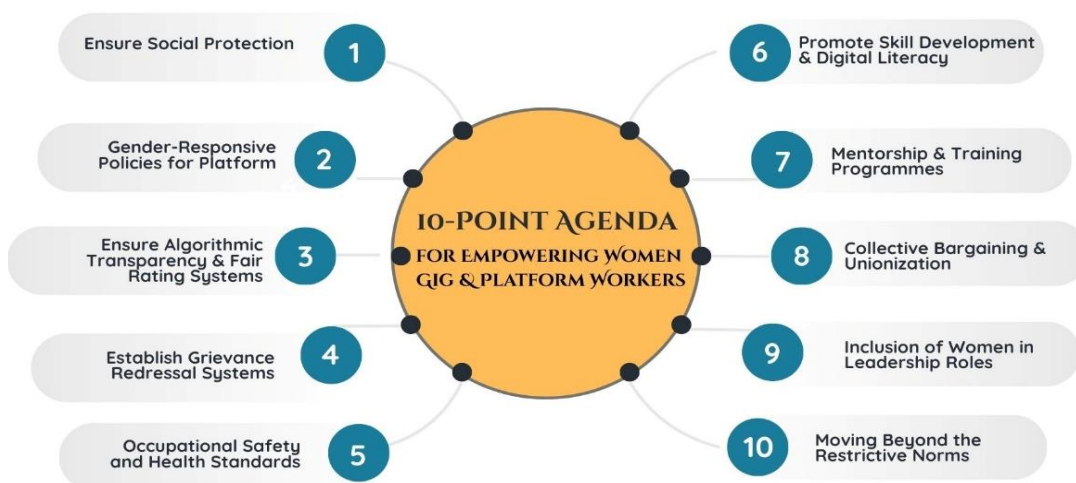 10-POINT AGENDA
FOR EMPOWERING WOMEN
GIG & PLATFORM WORKERS
1
Ensure Social Protection
2
Gender-Responsive
Policies for Platform
3
Ensure Algorithmic
Transparency & Fair
Rating Systems
4
Establish Grievance
Redressal Systems
5
Occupational Safety
and Health Standards
6
Promote Skill Development
& Digital Literacy
7
Mentorship & Training
Programmes
8
Collective Bargaining &
Unionization
9
Inclusion of Women in
Leadership Roles
10
Moving Beyond the
Restrictive Norms